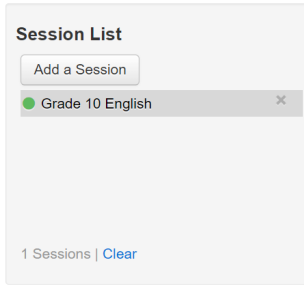 Session List
Add a Session
Grade 10 English ×
1 Sessions | Clear